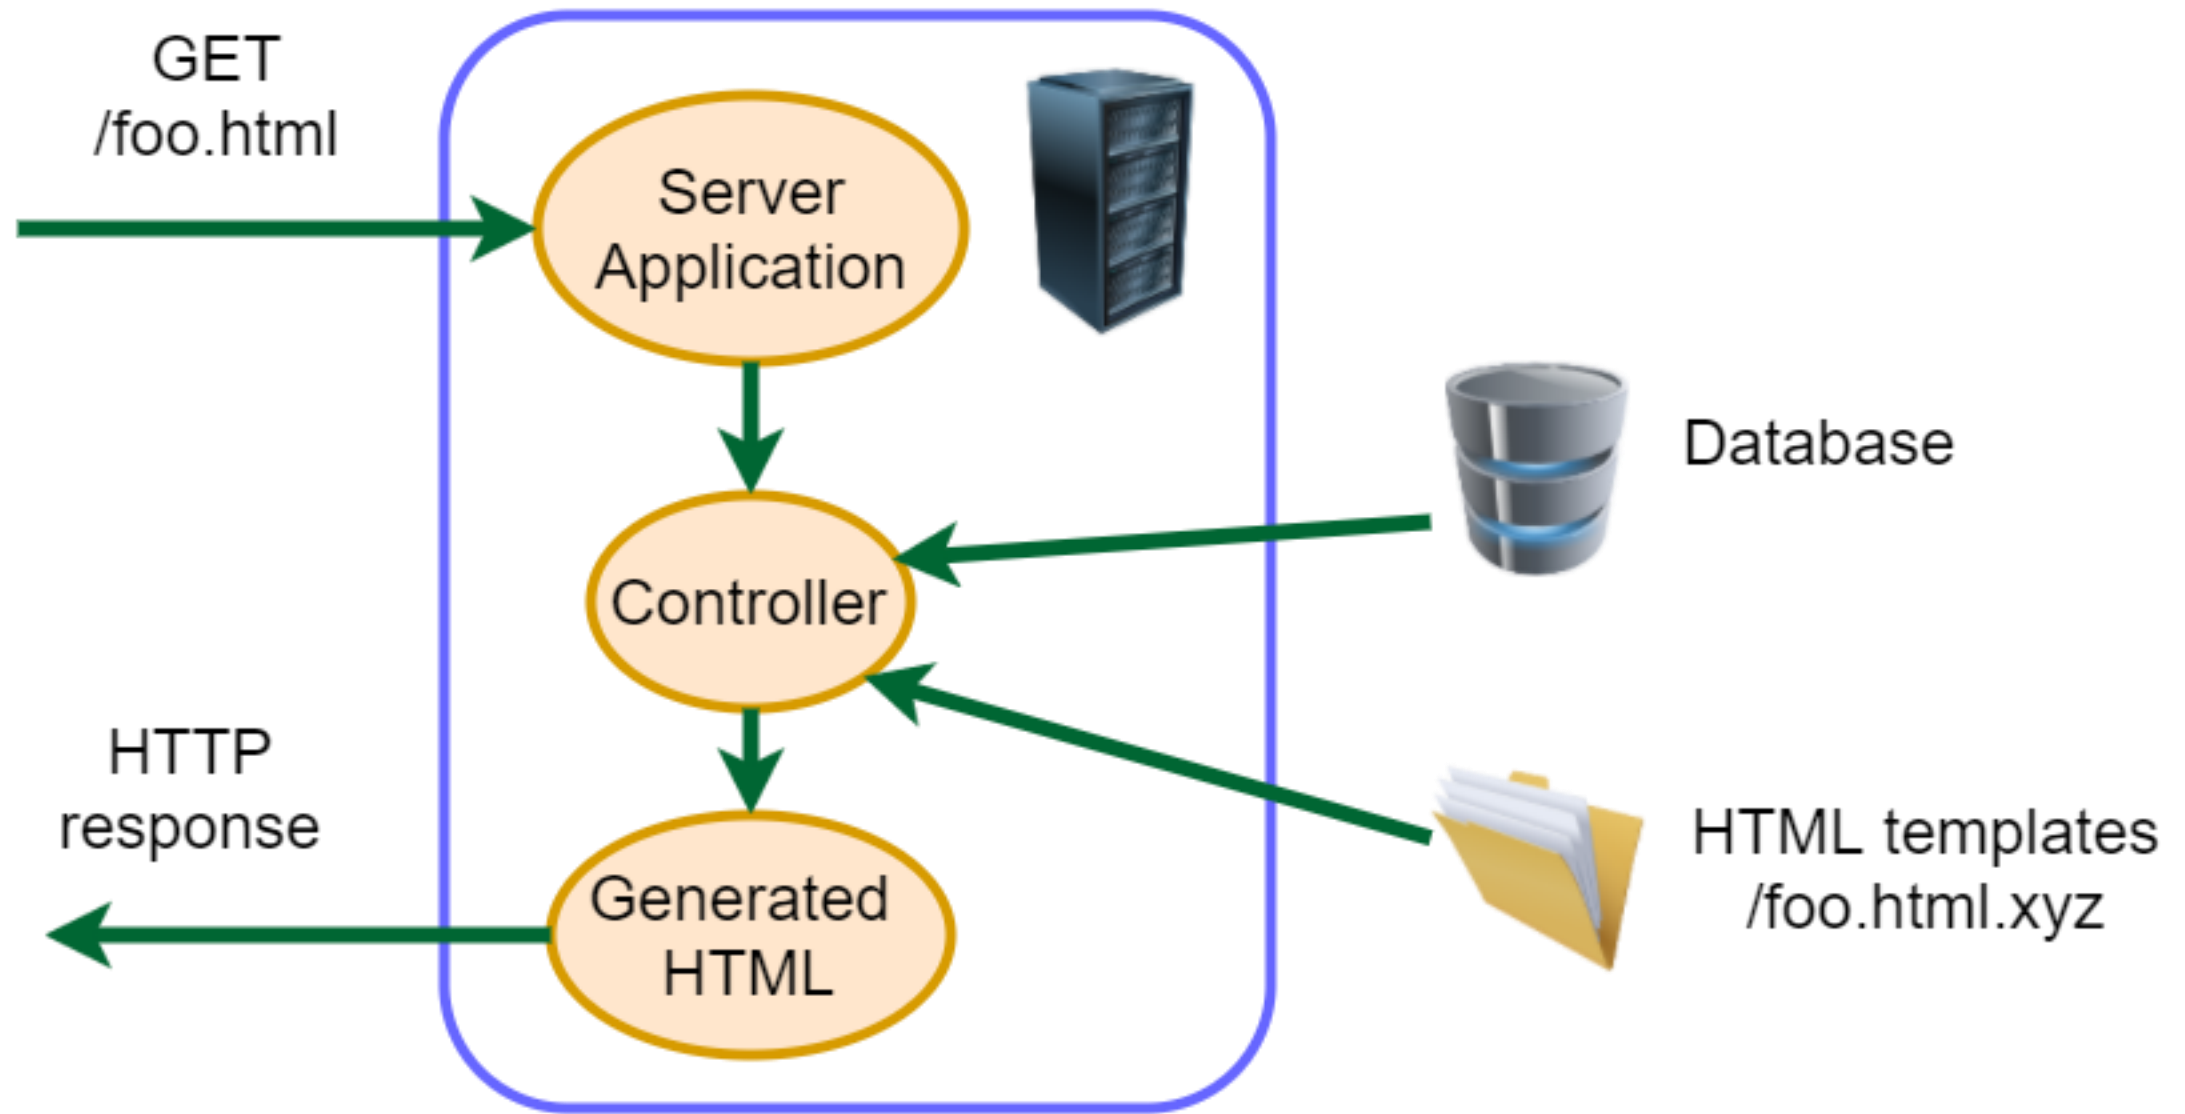 GET
/foo.html
Server
Application
Database
Controller
HTTP
response
HTML templates
/foo.html.xyz
Generated
HTML